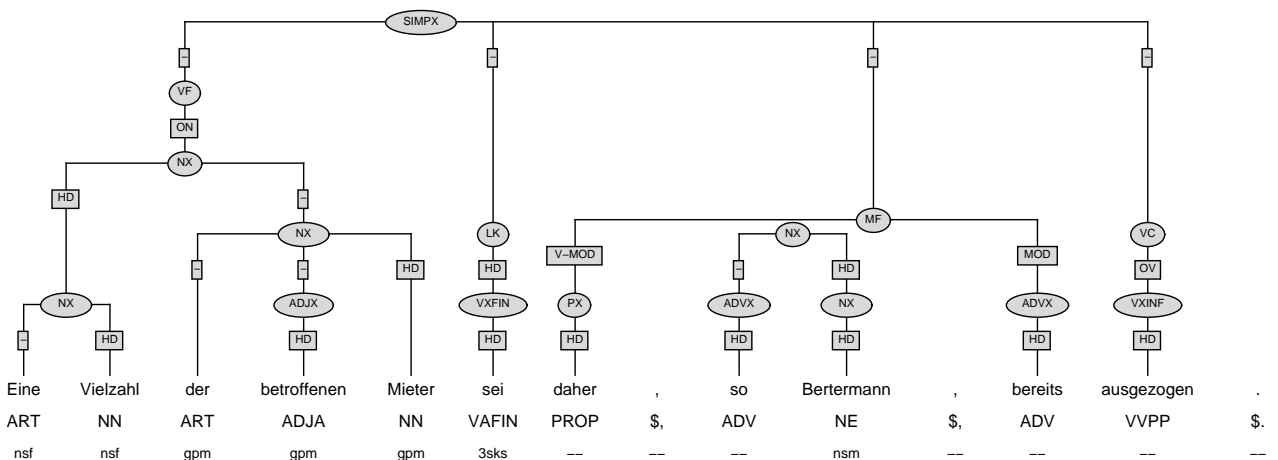 SIMPX
– – – –
VF
ON
NX
HD –
NX LK MF VC
NX
– – HD HD V–MOD – HD MOD OV
NX ADJX VXFIN PX ADVX NX ADVX VXINF
– HD HD HD HD HD HD HD HD
Eine Vielzahl der betroffenen Mieter sei daher , so Bertermann , bereits ausgezogen .
ART NN ART ADJA NN VAFIN PROP $, ADV NE $, ADV VVPP $.
nsf nsf gpm gpm gpm 3sks –– –– –– nsm –– –– –– ––